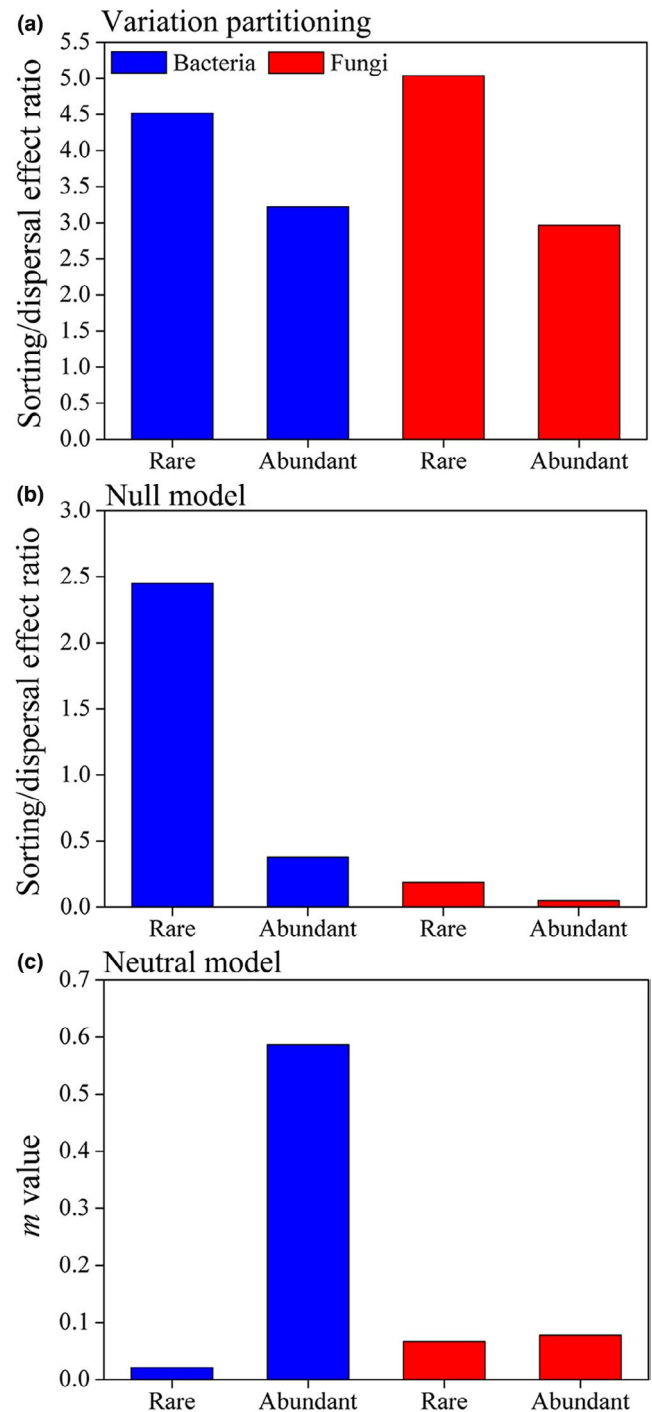 (a) Variation partitioning
Sorting/dispersal effect ratio
5.5
5.0
4.5
4.0
3.5
3.0
2.5
2.0
1.5
1.0
0.5
0.0
Bacteria Fungi
Rare Abundant Rare Abundant
(b) Null model
Sorting/dispersal effect ratio
3.0
2.5
2.0
1.5
1.0
0.5
0.0
Rare Abundant Rare Abundant
(c) Neutral model
m value
0.7
0.6
0.5
0.4
0.3
0.2
0.1
0.0
Rare Abundant Rare Abundant